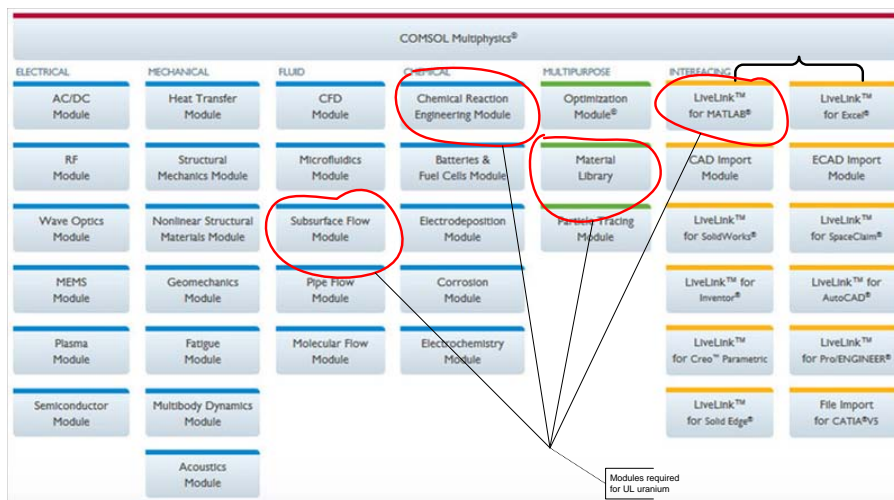 COMSOL Multiphysics®
ELECTRICAL
MECHANICAL
FLUID
CHEMICAL
MULTIPURPOSE
INTERFACING
AC/DC
Module
Heat Transfer
Module
CFD
Module
Chemical Reaction
Engineering Module
Optimization
Module®
LiveLink™
for MATLAB®
LiveLink™
for Excel®
RF
Module
Structural
Mechanics Module
Microfluidics
Module
Batteries &
Fuel Cells Module
Material
Library
CAD Import
Module
ECAD Import
Module
Wave Optics
Module
Nonlinear Structural
Materials Module
Subsurface Flow
Module
Electrodeposition
Module
Particle Tracing
Module
LiveLink™
for SolidWorks®
LiveLink™
for SpaceClaim®
MEMS
Module
Geomechanics
Module
Pipe Flow
Module
Corrosion
Module
LiveLink™ for
Inventor®
LiveLink™ for
AutoCAD®
Plasma
Module
Fatigue
Module
Molecular Flow
Module
Electrochemistry
Module
LiveLink™
for Creo™ Parametric
LiveLink™
for Pro/ENGINEER®
Semiconductor
Module
Multibody Dynamics
Module
LiveLink™
for Solid Edge®
File Import
for CATIA®V5
Acoustics
Module
Modules required
for UL uranium